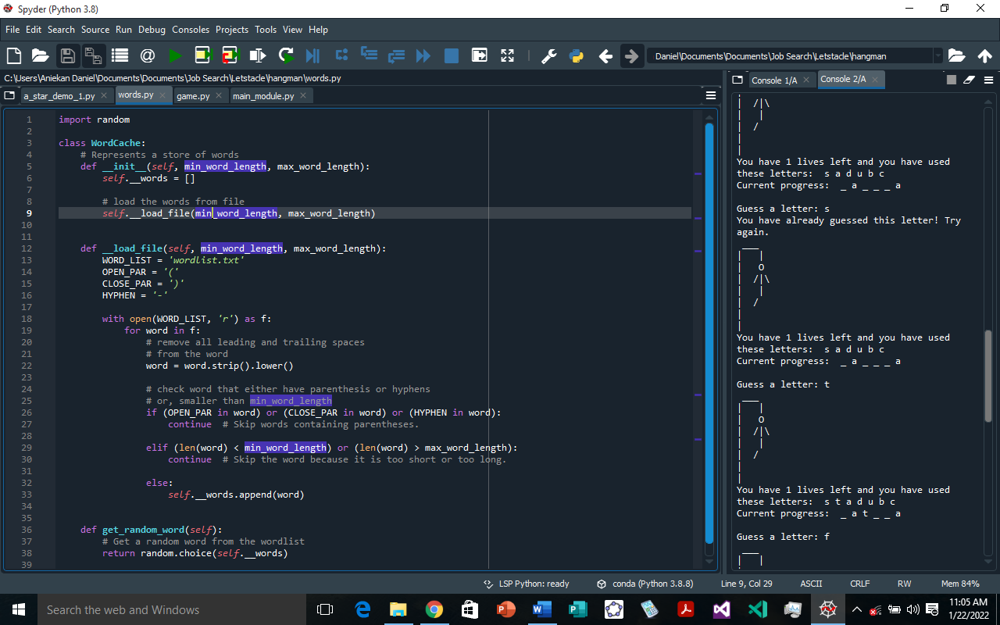 Spyder (Python 3.8)
File Edit Search Source Run Debug Consoles Projects Tools View Help
Daniel\Documents\Documents\Job Search\Letstacle\hangman
C:\Users\Aniekan Daniel\Documents\Documents\Job Search\Letstacle\hangman\words.py
a_star_demo_1.py words.py game.py main_module.py
1 import random
2
3 class WordCache:
4 # Represents a store of words
5 def __init__(self, min_word_length, max_word_length):
6 self.__words = []
7
8 # load the words from file
9 self.__load_file(min_word_length, max_word_length)
10
11
12 def __load_file(self, min_word_length, max_word_length):
13 WORD_LIST = 'wordlist.txt'
14 OPEN_PAR = '('
15 CLOSE_PAR = ')'
16 HYPHEN = '-'
17
18 with open(WORD_LIST, 'r') as f:
19 for word in f:
20 # remove all leading and trailing spaces
21 # from the word
22 word = word.strip().lower()
23
24 # check word that either have parenthesis or hyphens
25 # or, smaller than min_word_length
26 if (OPEN_PAR in word) or (CLOSE_PAR in word) or (HYPHEN in word):
27 continue # Skip words containing parentheses.
28
29 elif (len(word) < min_word_length) or (len(word) > max_word_length):
30 continue # Skip the word because it is too short or too long.
31
32 else:
33 self.__words.append(word)
34
35
36 def get_random_word(self):
37 # Get a random word from the wordlist
38 return random.choice(self.__words)
39
Console 1/A Console 2/A
| /|\
| |
| /
|
|
You have 1 lives left and you have used
these letters: s a d u b c
Current progress: _ a _ _ _ a
Guess a letter: s
You have already guessed this letter! Try
again.
___
| |
| O
| /|\
| |
| /
|
|
You have 1 lives left and you have used
these letters: s a d u b c
Current progress: _ a _ _ _ a
Guess a letter: t
___
| |
| O
| /|\
| |
| /
|
|
You have 1 lives left and you have used
these letters: s t a d u b c
Current progress: _ a t _ _ a
Guess a letter: f
___
| |
LSP Python: ready conda (Python 3.8.8) Line 9, Col 29 ASCII CRLF RW Mem 84%
Search the web and Windows
11:05 AM
1/22/2022